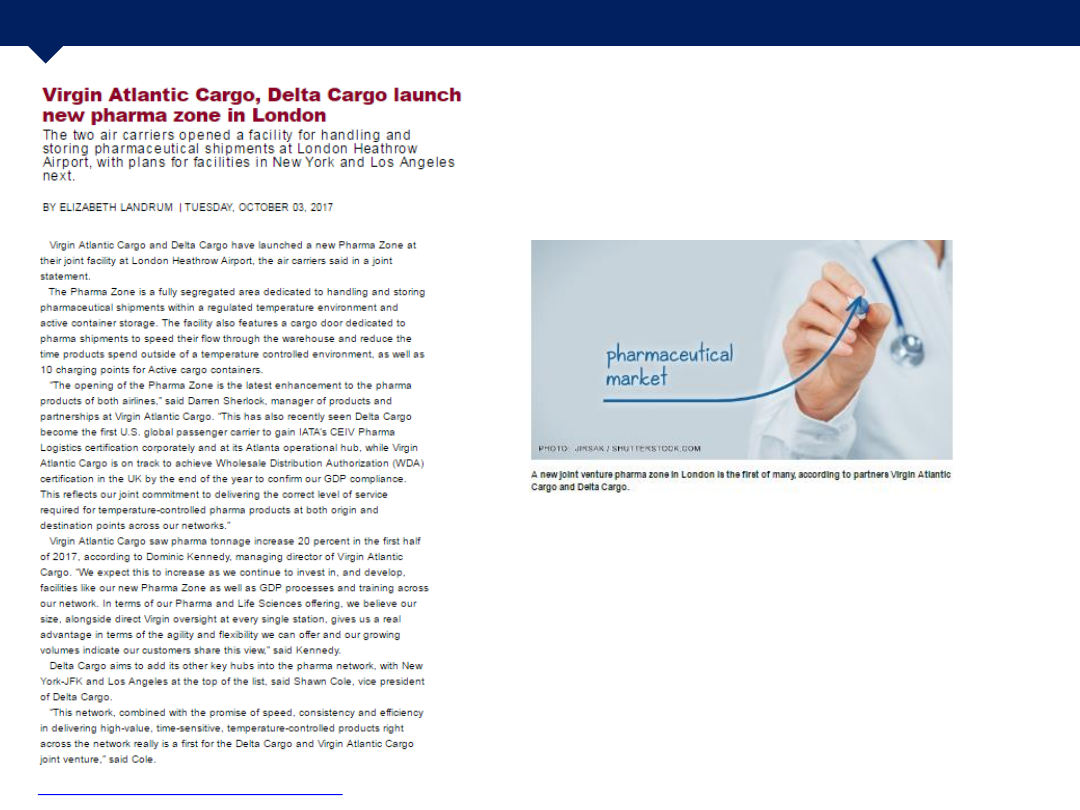 Virgin Atlantic Cargo, Delta Cargo launch
new pharma zone in London
The two air carriers opened a facility for handling and
storing pharmaceutical shipments at London Heathrow
Airport, with plans for facilities in New York and Los Angeles
next.
BY ELIZABETH LANDRUM | TUESDAY, OCTOBER 03, 2017
Virgin Atlantic Cargo and Delta Cargo have launched a new Pharma Zone at
their joint facility at London Heathrow Airport, the air carriers said in a joint
statement.
The Pharma Zone is a fully segregated area dedicated to handling and storing
pharmaceutical shipments within a regulated temperature environment and
active container storage. The facility also features a cargo door dedicated to
pharma shipments to speed their flow through the warehouse and reduce the
time products spend outside of a temperature controlled environment, as well as
10 charging points for Active cargo containers.
“The opening of the Pharma Zone is the latest enhancement to the pharma
products of both airlines,” said Darren Sherlock, manager of products and
partnerships at Virgin Atlantic Cargo. “This has also recently seen Delta Cargo
become the first U.S. global passenger carrier to gain IATA's CEIV Pharma
Logistics certification corporately and at its Atlanta operational hub, while Virgin
Atlantic Cargo is on track to achieve Wholesale Distribution Authorization (WDA)
certification in the UK by the end of the year to confirm our GDP compliance.
This reflects our joint commitment to delivering the correct level of service
required for temperature-controlled pharma products at both origin and
destination points across our networks.”
Virgin Atlantic Cargo saw pharma tonnage increase 20 percent in the first half
of 2017, according to Dominic Kennedy, managing director of Virgin Atlantic
Cargo. “We expect this to increase as we continue to invest in, and develop,
facilities like our new Pharma Zone as well as GDP processes and training across
our network. In terms of our Pharma and Life Sciences offering, we believe our
size, alongside direct Virgin oversight at every single station, gives us a real
advantage in terms of the agility and flexibility we can offer and our growing
volumes indicate our customers share this view,” said Kennedy.
Delta Cargo aims to add its other key hubs into the pharma network, with New
York-JFK and Los Angeles at the top of the list, said Shawn Cole, vice president
of Delta Cargo.
“This network, combined with the promise of speed, consistency and efficiency
in delivering high-value, time-sensitive, temperature-controlled products right
across the network really is a first for the Delta Cargo and Virgin Atlantic Cargo
joint venture,” said Cole.
pharmaceutical
market
PHOTO: JIRSAK / SHUTTERSTOCK.COM
A new joint venture pharma zone in London is the first of many, according to partners Virgin Atlantic
Cargo and Delta Cargo.